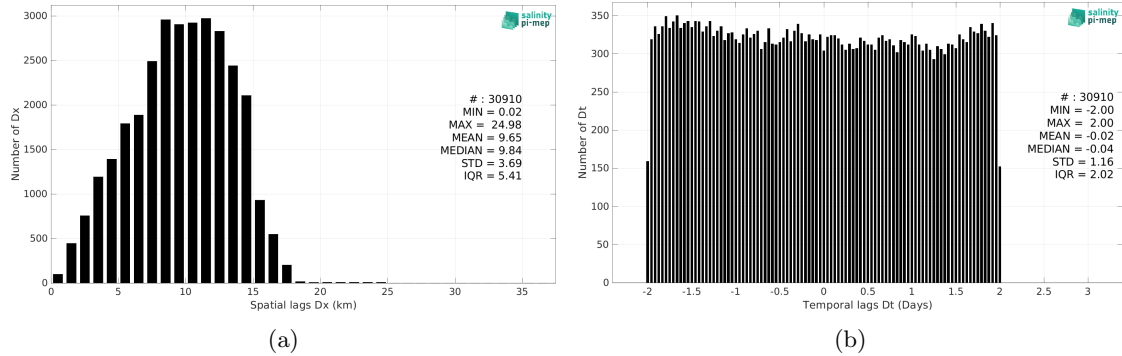 3000
2500
2000
1500
1000
500
0
Number of Dx
0 5 10 15 20 25 30 35
Spatial lags Dx (km)
salinity
pi-mep
# : 30910
MIN = 0.02
MAX = 24.98
MEAN = 9.65
MEDIAN = 9.84
STD = 3.69
IQR = 5.41
(a)
350
300
250
200
150
100
50
0
Number of Dt
-2 -1.5 -1 -0.5 0 0.5 1 1.5 2 2.5 3
Temporal lags Dt (Days)
salinity
pi-mep
# : 30910
MIN = -2.00
MAX = 2.00
MEAN = -0.02
MEDIAN = -0.04
STD = 1.16
IQR = 2.02
(b)